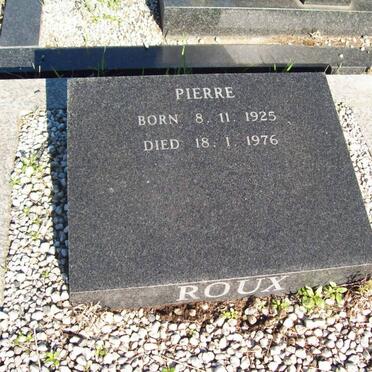 PIERRE
BORN 8. 11. 1925
DIED 18. 1. 1976
ROUX